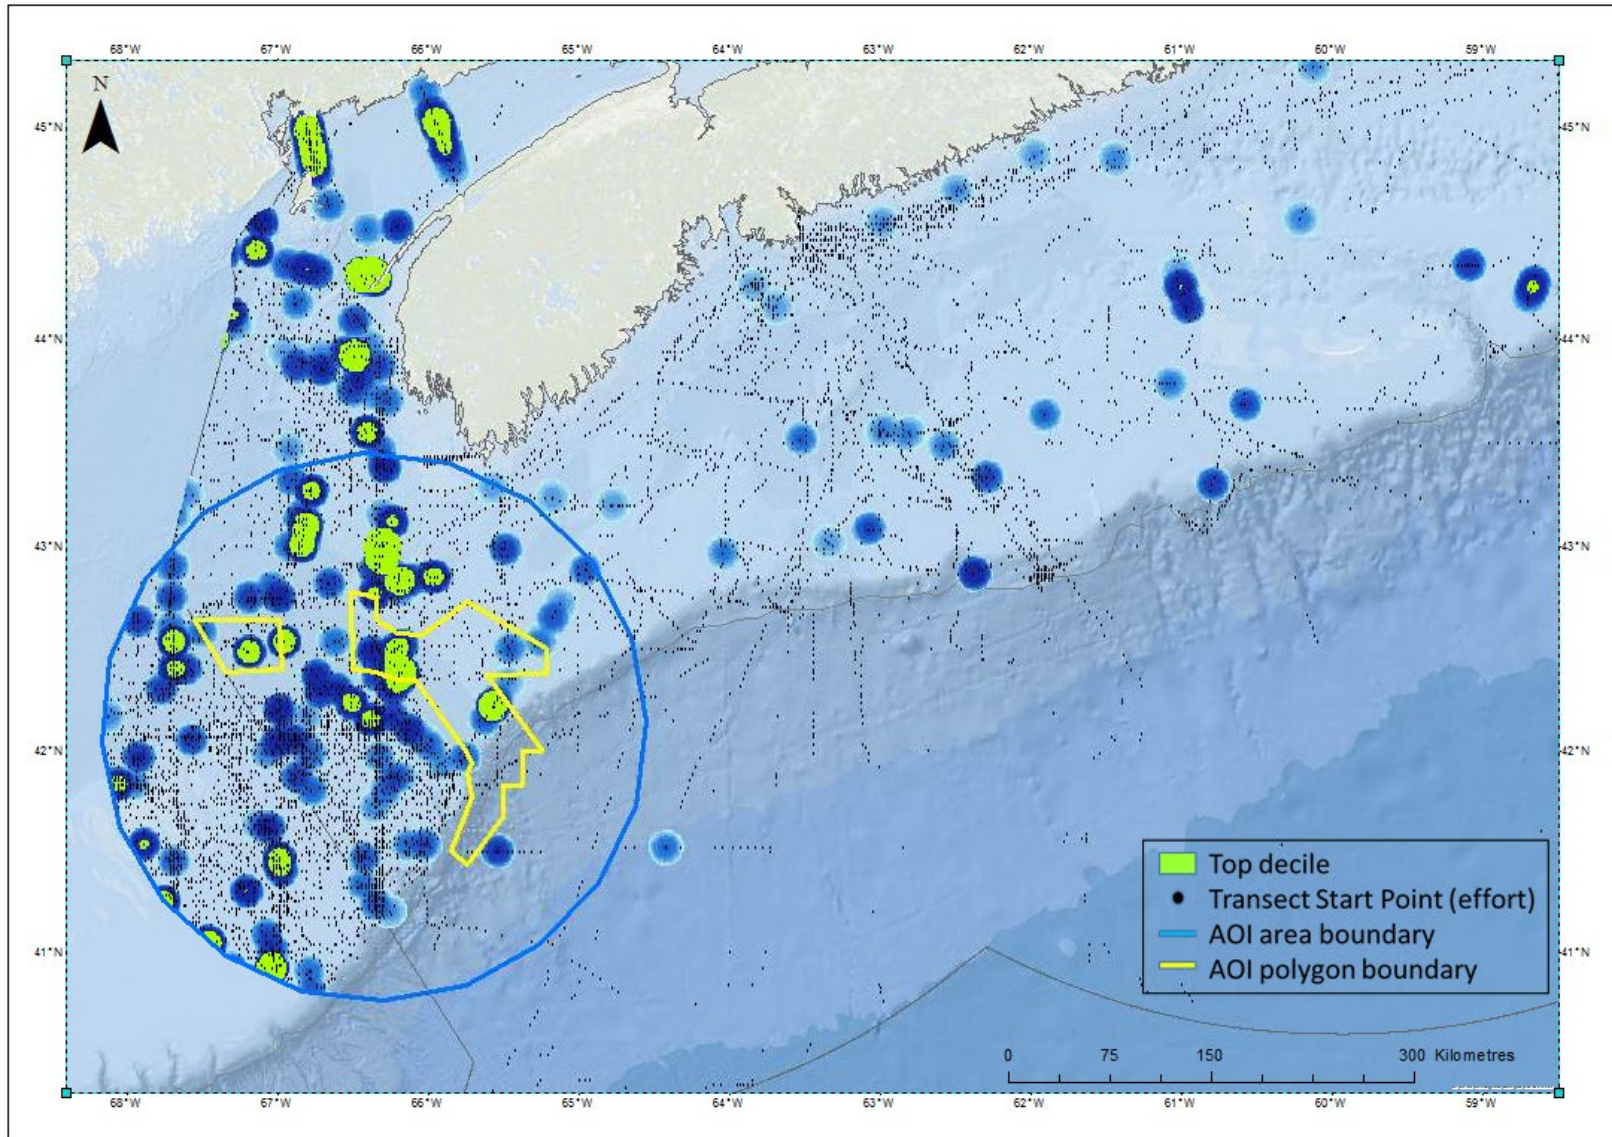 68°W 67°W 66°W 65°W 64°W 63°W 62°W 61°W 60°W 59°W
N
45°N 45°N
44°N 44°N
43°N 43°N
42°N 42°N
Top decile
Transect Start Point (effort)
AOI area boundary
AOI polygon boundary
41°N 41°N
0 75 150 300 Kilometres
68°W 67°W 66°W 65°W 64°W 63°W 62°W 61°W 60°W 59°W